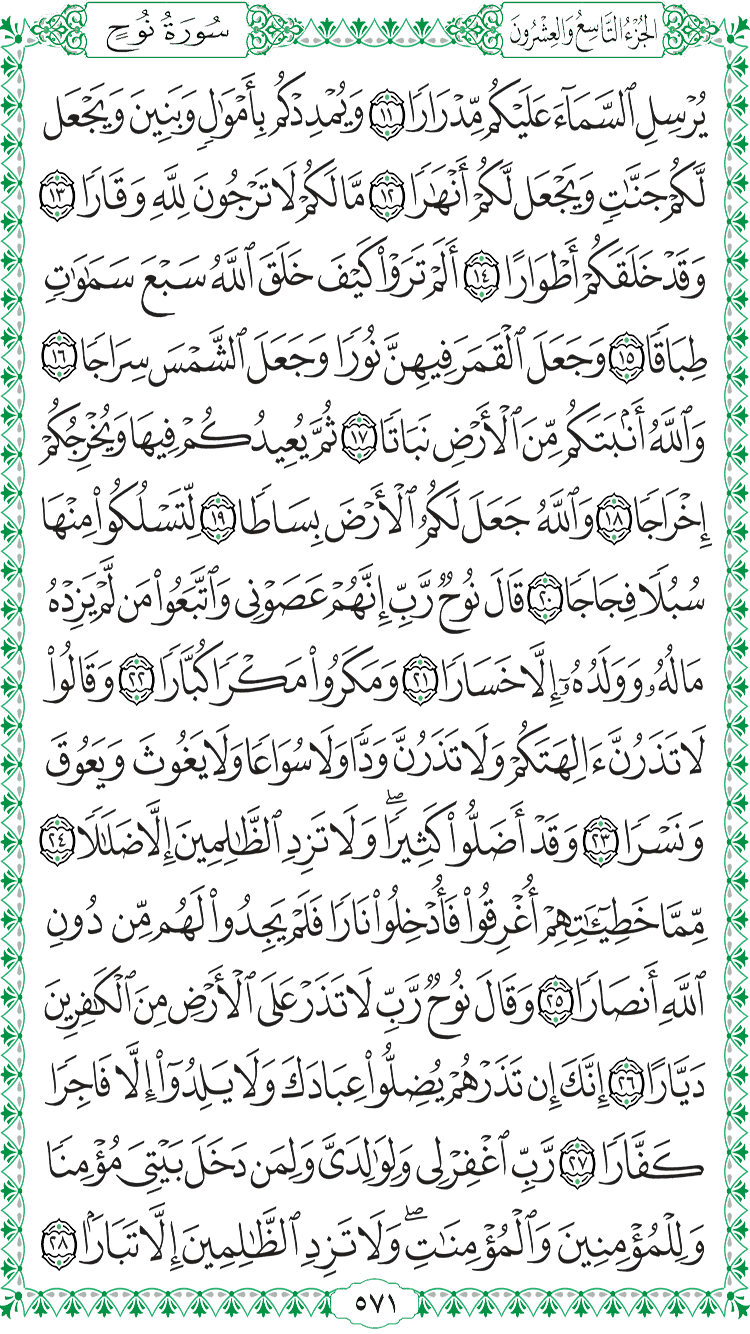 الجُزْءُ التَّاسِعُ وَالعِشْرُونَ
سُورَةُ نُوحٍ
يُرْسِلِ ٱلسَّمَآءَ عَلَيْكُم مِّدْرَارًا ١١ وَيُمْدِدْكُم بِأَمْوَٰلٍ وَبَنِينَ وَيَجْعَل
لَّكُمْ جَنَّٰتٍ وَيَجْعَل لَّكُمْ أَنْهَٰرًا ١٢ مَّا لَكُمْ لَا تَرْجُونَ لِلَّهِ وَقَارًا ١٣
وَقَدْ خَلَقَكُمْ أَطْوَارًا ١٤ أَلَمْ تَرَوْا۟ كَيْفَ خَلَقَ ٱللَّهُ سَبْعَ سَمَٰوَٰتٍ
طِبَاقًا ١٥ وَجَعَلَ ٱلْقَمَرَ فِيهِنَّ نُورًا وَجَعَلَ ٱلشَّمْسَ سِرَاجًا ١٦
وَٱللَّهُ أَنۢبَتَكُم مِّنَ ٱلْأَرْضِ نَبَاتًا ١٧ ثُمَّ يُعِيدُكُمْ فِيهَا وَيُخْرِجُكُمْ
إِخْرَاجًا ١٨ وَٱللَّهُ جَعَلَ لَكُمُ ٱلْأَرْضَ بِسَاطًا ١٩ لِّتَسْلُكُوا۟ مِنْهَا
سُبُلًا فِجَاجًا ٢٠ قَالَ نُوحٌ رَّبِّ إِنَّهُمْ عَصَوْنِى وَٱتَّبَعُوا۟ مَن لَّمْ يَزِدْهُ
مَالُهُۥ وَوَلَدُهُۥٓ إِلَّا خَسَارًا ٢١ وَمَكَرُوا۟ مَكْرًا كُبَّارًا ٢٢ وَقَالُوا۟
لَا تَذَرُنَّ ءَالِهَتَكُمْ وَلَا تَذَرُنَّ وَدًّا وَلَا سُوَاعًا وَلَا يَغُوثَ وَيَعُوقَ
وَنَسْرًا ٢٣ وَقَدْ أَضَلُّوا۟ كَثِيرًا ۖ وَلَا تَزِدِ ٱلظَّٰلِمِينَ إِلَّا ضَلَٰلًا ٢٤
مِّمَّا خَطِيٓـَٰٔتِهِمْ أُغْرِقُوا۟ فَأُدْخِلُوا۟ نَارًا فَلَمْ يَجِدُوا۟ لَهُم مِّن دُونِ
ٱللَّهِ أَنصَارًا ٢٥ وَقَالَ نُوحٌ رَّبِّ لَا تَذَرْ عَلَى ٱلْأَرْضِ مِنَ ٱلْكَٰفِرِينَ
دَيَّارًا ٢٦ إِنَّكَ إِن تَذَرْهُمْ يُضِلُّوا۟ عِبَادَكَ وَلَا يَلِدُوٓا۟ إِلَّا فَاجِرًا
كَفَّارًا ٢٧ رَّبِّ ٱغْفِرْ لِى وَلِوَٰلِدَىَّ وَلِمَن دَخَلَ بَيْتِىَ مُؤْمِنًا
وَلِلْمُؤْمِنِينَ وَٱلْمُؤْمِنَٰتِ ۖ وَلَا تَزِدِ ٱلظَّٰلِمِينَ إِلَّا تَبَارًۢا ٢٨
٥٧١